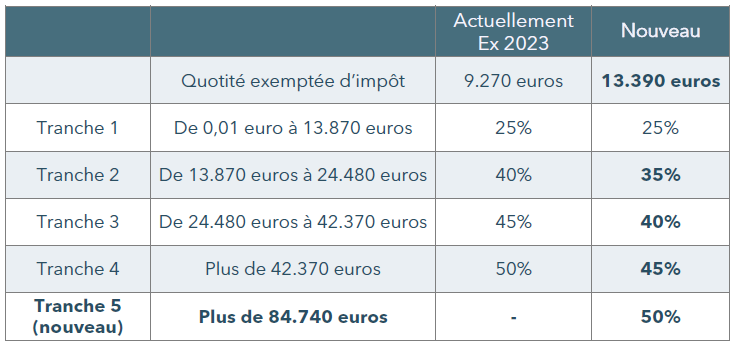 Actuellement
Ex 2023
Nouveau
Quotité exemptée d’impôt 9.270 euros 13.390 euros
Tranche 1 De 0,01 euro à 13.870 euros 25% 25%
Tranche 2 De 13.870 euros à 24.480 euros 40% 35%
Tranche 3 De 24.480 euros à 42.370 euros 45% 40%
Tranche 4 Plus de 42.370 euros 50% 45%
Tranche 5
(nouveau)
Plus de 84.740 euros - 50%